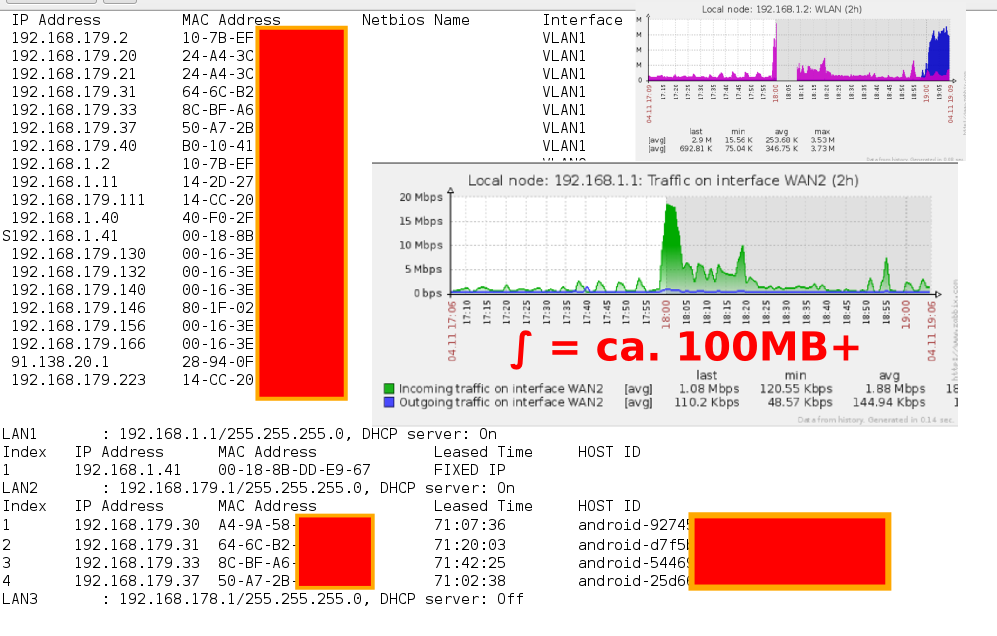 IP Address MAC Address Netbios Name Interface
192.168.179.2 10-7B-EF VLAN1
192.168.179.20 24-A4-3C VLAN1
192.168.179.21 24-A4-3C VLAN1
192.168.179.31 64-6C-B2 VLAN1
192.168.179.33 8C-BF-A6 VLAN1
192.168.179.37 50-A7-2B VLAN1
192.168.179.40 B0-10-41 VLAN1
192.168.1.2 10-7B-EF
192.168.1.11 14-2D-27
192.168.179.111 14-CC-20
192.168.1.40 40-F0-2F
S192.168.1.41 00-18-8B
192.168.179.130 00-16-3E
192.168.179.132 00-16-3E
192.168.179.140 00-16-3E
192.168.179.146 80-1F-02
192.168.179.156 00-16-3E
192.168.179.166 00-16-3E
91.138.20.1 28-94-0F
192.168.179.223 14-CC-20
Local node: 192.168.1.2: WLAN (2h)
M
M
M
M
0
04.11 17:09 17:15 17:20 17:25 17:30 17:35 17:40 17:45 17:50 17:55 18:00 18:05 18:10 18:15 18:20 18:25 18:30 18:35 18:40 18:45 18:50 18:55 19:00 19:05 04.11 19:09
last min avg max
[avg] 2.9 M 15.56 K 253.68 K 3.53 M
[avg] 692.81 K 75.04 K 346.75 K 3.73 M
Local node: 192.168.1.1: Traffic on interface WAN2 (2h)
20 Mbps
15 Mbps
10 Mbps
5 Mbps
0 bps
04.11 17:06 17:10 17:15 17:20 17:25 17:30 17:35 17:40 17:45 17:50 17:55 18:00 18:05 18:10 18:15 18:20 18:25 18:30 18:35 18:40 18:45 18:50 18:55 19:00 04.11 19:06
∫ = ca. 100MB+
last min avg
Incoming traffic on interface WAN2 [avg] 1.08 Mbps 120.55 Kbps 1.88 Mbps 18
Outgoing traffic on interface WAN2 [avg] 110.2 Kbps 48.57 Kbps 144.94 Kbps 1
Data from history. Generated in 0.14 sec.
http://www.zabbix.com
LAN1 : 192.168.1.1/255.255.255.0, DHCP server: On
Index IP Address MAC Address Leased Time HOST ID
1 192.168.1.41 00-18-8B-DD-E9-67 FIXED IP
LAN2 : 192.168.179.1/255.255.255.0, DHCP server: On
Index IP Address MAC Address Leased Time HOST ID
1 192.168.179.30 A4-9A-58- 71:07:36 android-92745
2 192.168.179.31 64-6C-B2- 71:20:03 android-d7f5
3 192.168.179.33 8C-BF-A6- 71:42:25 android-5446
4 192.168.179.37 50-A7-2B- 71:02:38 android-25d6
LAN3 : 192.168.178.1/255.255.255.0, DHCP server: Off